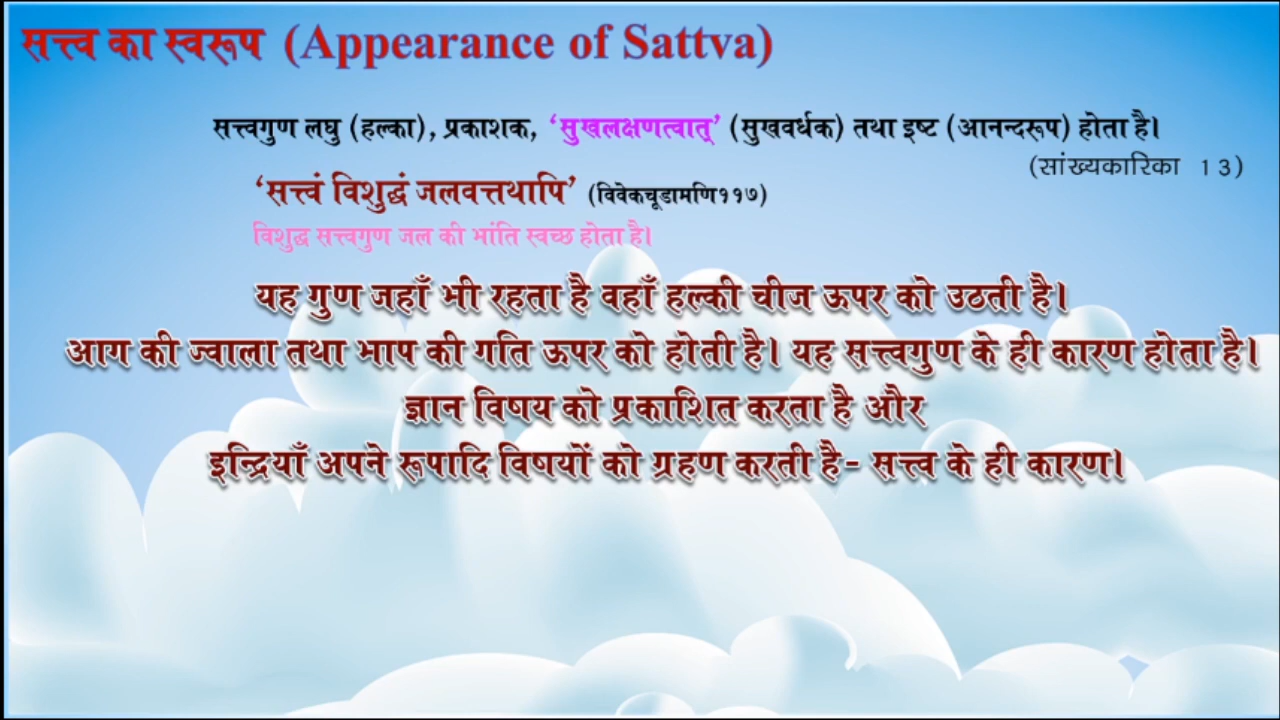 सत्त्व का स्वरूप (Appearance of Sattva)
सत्त्वगुण लघु (हल्का), प्रकाशक, ‘सुखलक्षणत्वात्’ (सुखवर्धक) तथा इष्ट (आनन्दरूप) होता है।
(सांख्यकारिका 13)
‘सत्त्वं विशुद्धं जलवत्तथापि’ (विवेकचूडामणि११७)
विशुद्ध सत्त्वगुण जल की भांति स्वच्छ होता है।
यह गुण जहाँ भी रहता है वहाँ हल्की चीज ऊपर को उठती है।
आग की ज्वाला तथा भाप की गति ऊपर को होती है। यह सत्त्वगुण के ही कारण होता है।
ज्ञान विषय को प्रकाशित करता है और
इन्द्रियाँ अपने रूपादि विषयों को ग्रहण करती है- सत्त्व के ही कारण।